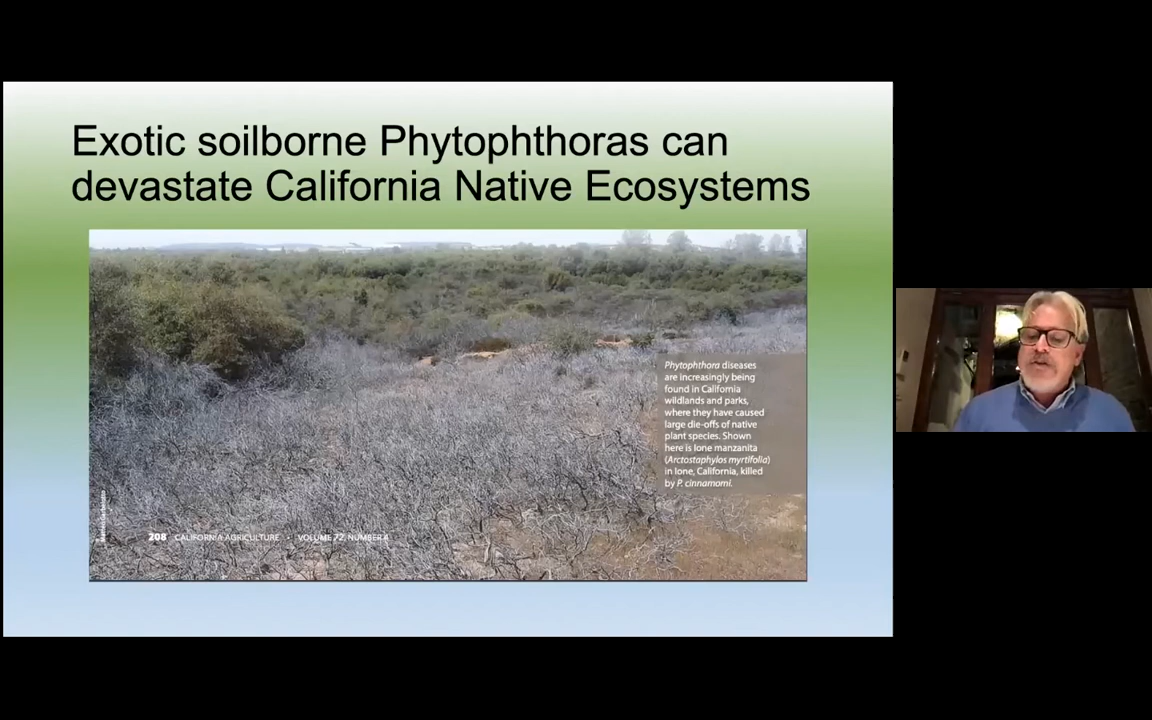 Exotic soilborne Phytophthoras can
devastate California Native Ecosystems
Phytophthora diseases
are increasingly being
found in California
wildlands and parks,
where they have caused
large die-offs of native
plant species. Shown
here is Ione manzanita
(Arctostaphylos myrtifolia)
in Ione, California, killed
by P. cinnamomi.
208 CALIFORNIA AGRICULTURE • VOLUME 72, NUMBER 4